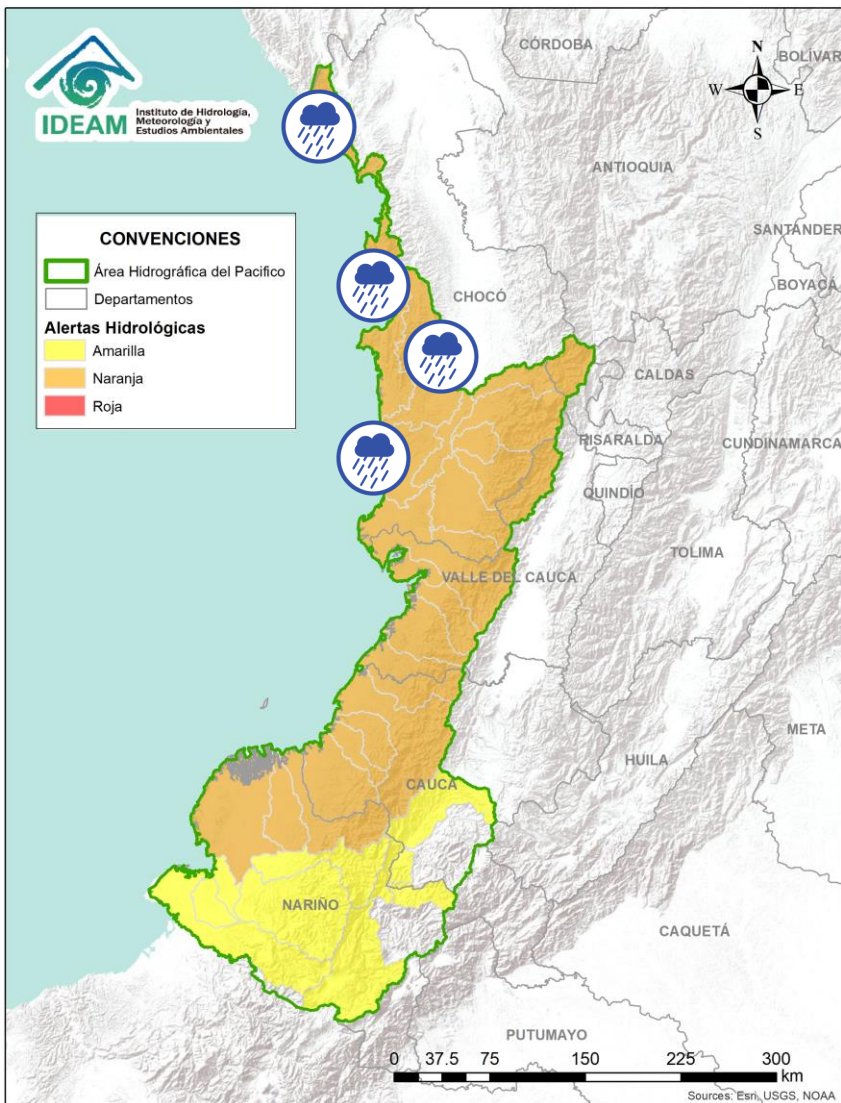 IDEAM
Instituto de Hidrología,
Meteorología y
Estudios Ambientales
CÓRDOBA
BOLÍVAR
N
W
E
S
ANTIOQUIA
SANTANDER
BOYACÁ
CONVENCIONES
Área Hidrográfica del Pacifico
Departamentos
Alertas Hidrológicas
Amarilla
Naranja
Roja
CHOCÓ
CALDAS
RISARALDA
CUNDINAMARCA
QUINDÍO
TOLIMA
VALLE DEL CAUCA
META
HUILA
CAUCA
NARIÑO
CAQUETÁ
PUTUMAYO
0 37.5 75 150 225 300
km
Sources: Esri, USGS, NOAA